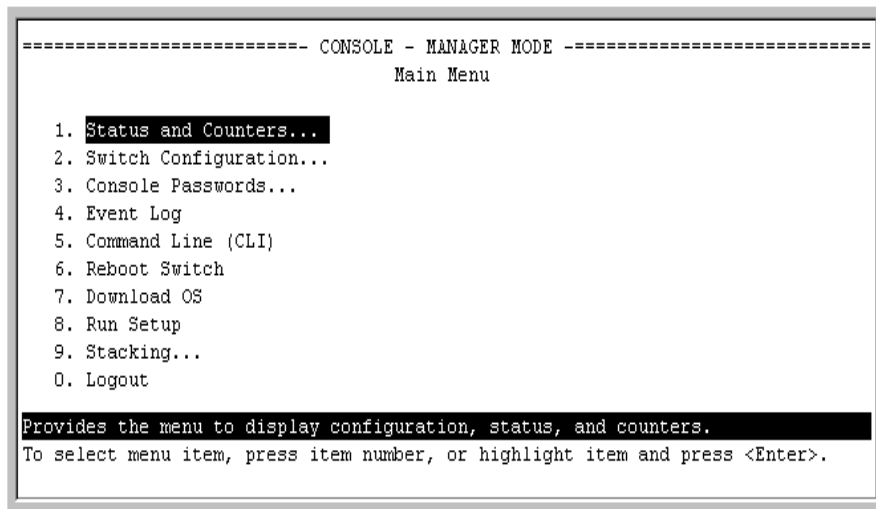 ==========================- CONSOLE - MANAGER MODE -============================
Main Menu
1. Status and Counters...
2. Switch Configuration...
3. Console Passwords...
4. Event Log
5. Command Line (CLI)
6. Reboot Switch
7. Download OS
8. Run Setup
9. Stacking...
0. Logout
Provides the menu to display configuration, status, and counters.
To select menu item, press item number, or highlight item and press <Enter>.